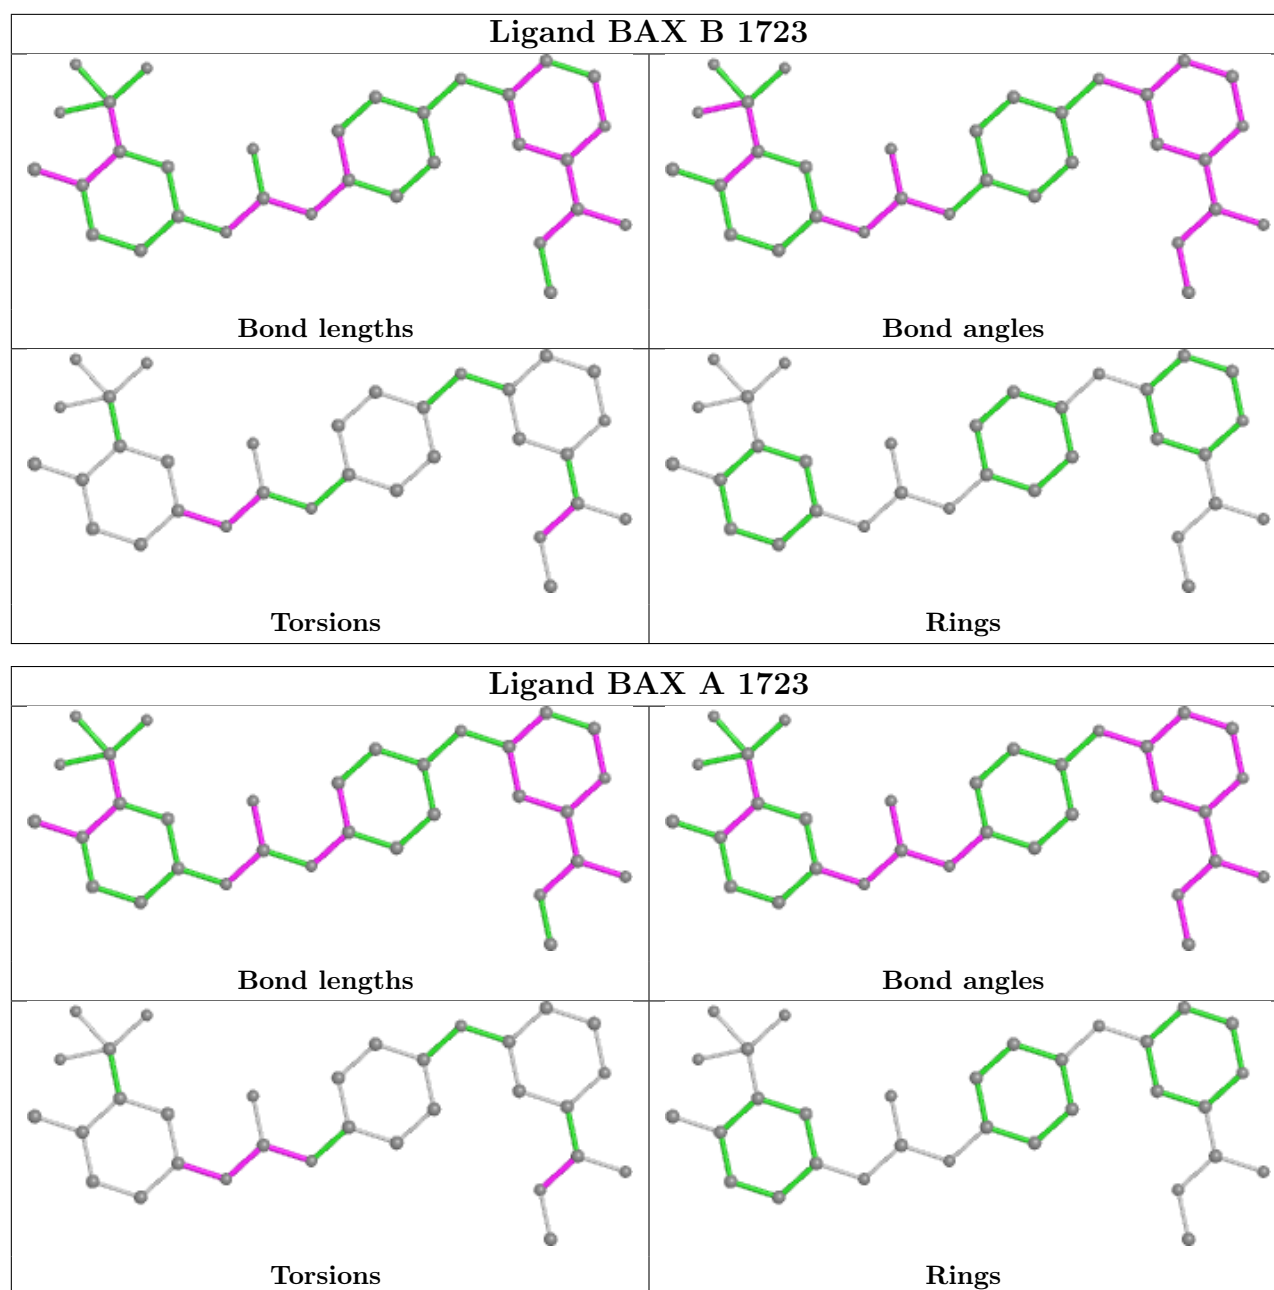 Ligand BAX B 1723
Bond lengths
Bond angles
Torsions
Rings
Ligand BAX A 1723
Bond lengths
Bond angles
Torsions
Rings